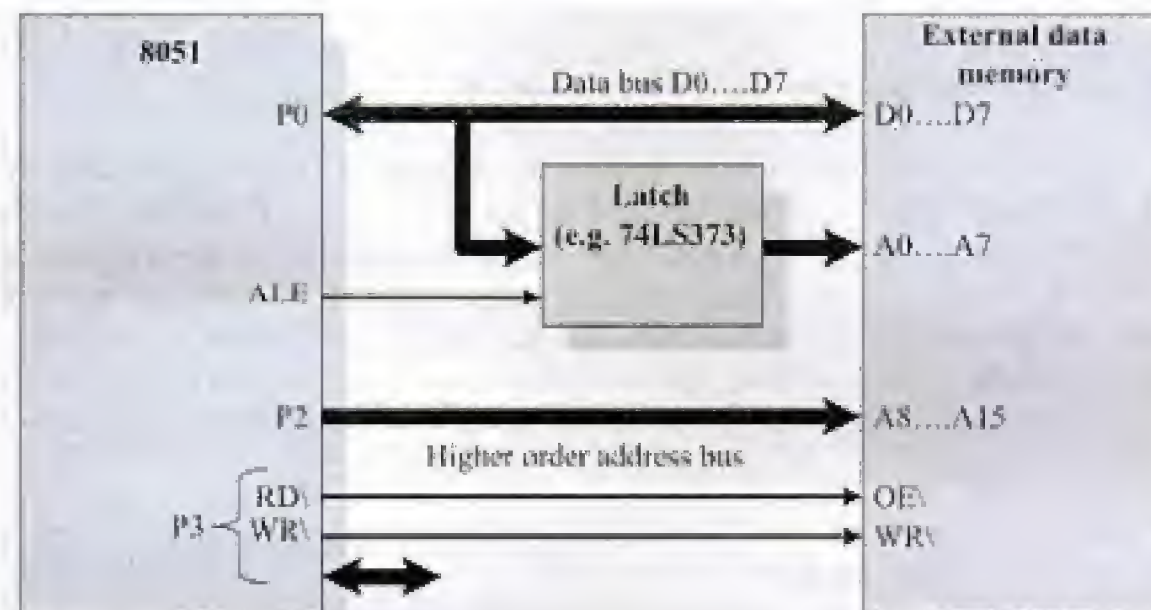 8051
External data
memory
Data bus D0....D7
P0
D0....D7
Latch
(e.g. 74LS373)
A0....A7
ALE
P2
A8....A15
Higher order address bus
RD\
OE\
P3
WR\
WR\